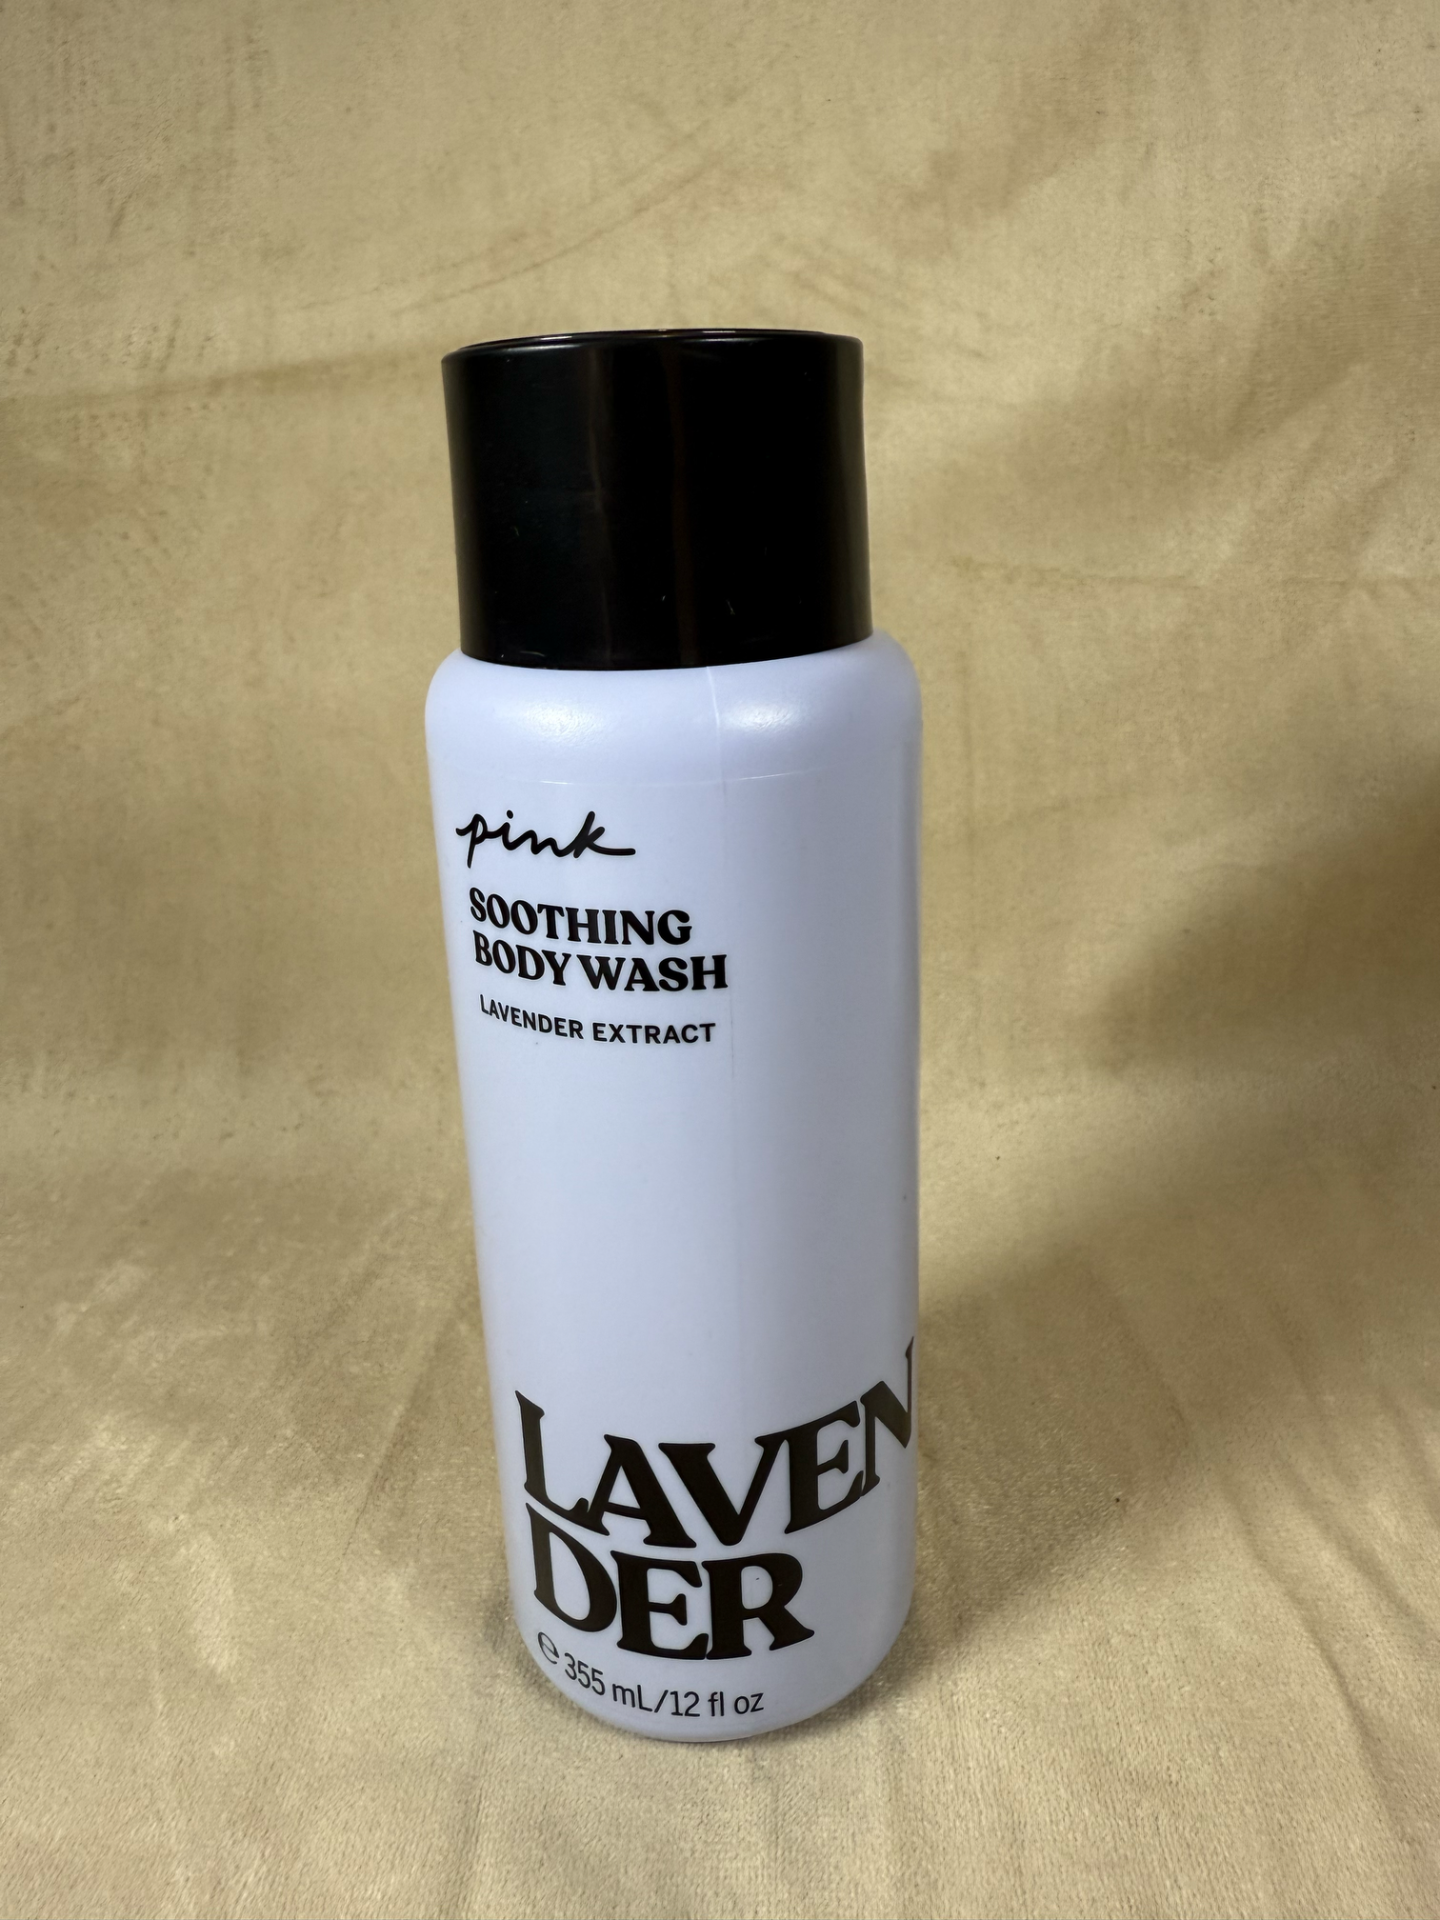 pink
SOOTHING
BODY WASH
LAVENDER EXTRACT
LAVEN
DER
℮ 355 mL/12 fl oz